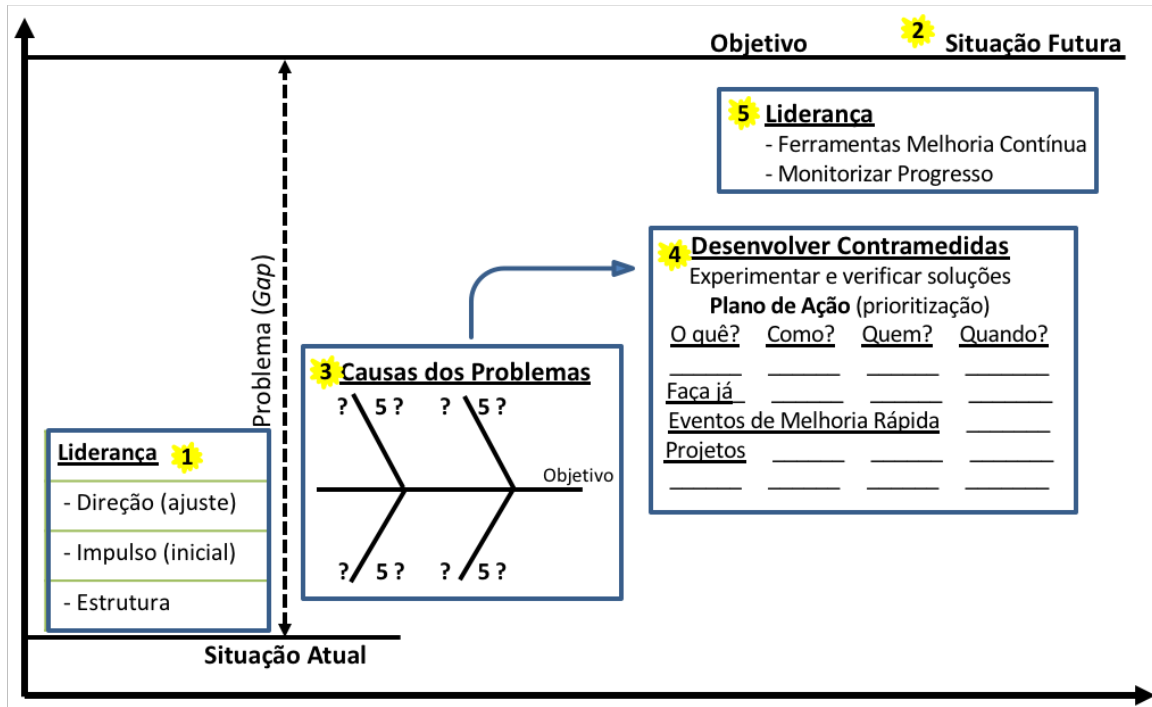 Objetivo 2 Situação Futura
5 Liderança
- Ferramentas Melhoria Contínua
- Monitorizar Progresso
4 Desenvolver Contramedidas
Experimentar e verificar soluções
Plano de Ação (prioritização)
O quê? Como? Quem? Quando?
Faça já
Eventos de Melhoria Rápida
Projetos
Problema (Gap)
3 Causas dos Problemas
? 5 ? ? 5 ?
Objetivo
? 5 ? ? 5 ?
Liderança 1
- Direção (ajuste)
- Impulso (inicial)
- Estrutura
Situação Atual